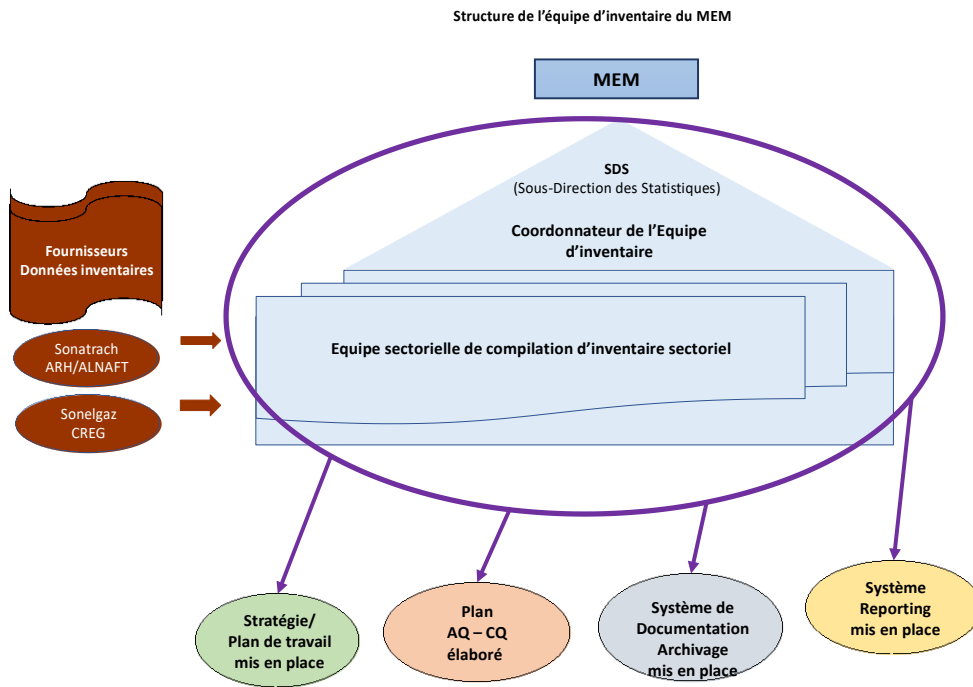 Structure de l’équipe d’inventaire du MEM
MEM
SDS
(Sous-Direction des Statistiques)
Coordonnateur de l’Equipe
d’inventaire
Fournisseurs
Données inventaires
Sonatrach
ARH/ALNAFT
Sonelgaz
CREG
Equipe sectorielle de compilation d’inventaire sectoriel
Stratégie/
Plan de travail
mis en place
Plan
AQ – CQ
élaboré
Système de
Documentation
Archivage
mis en place
Système
Reporting
mis en place